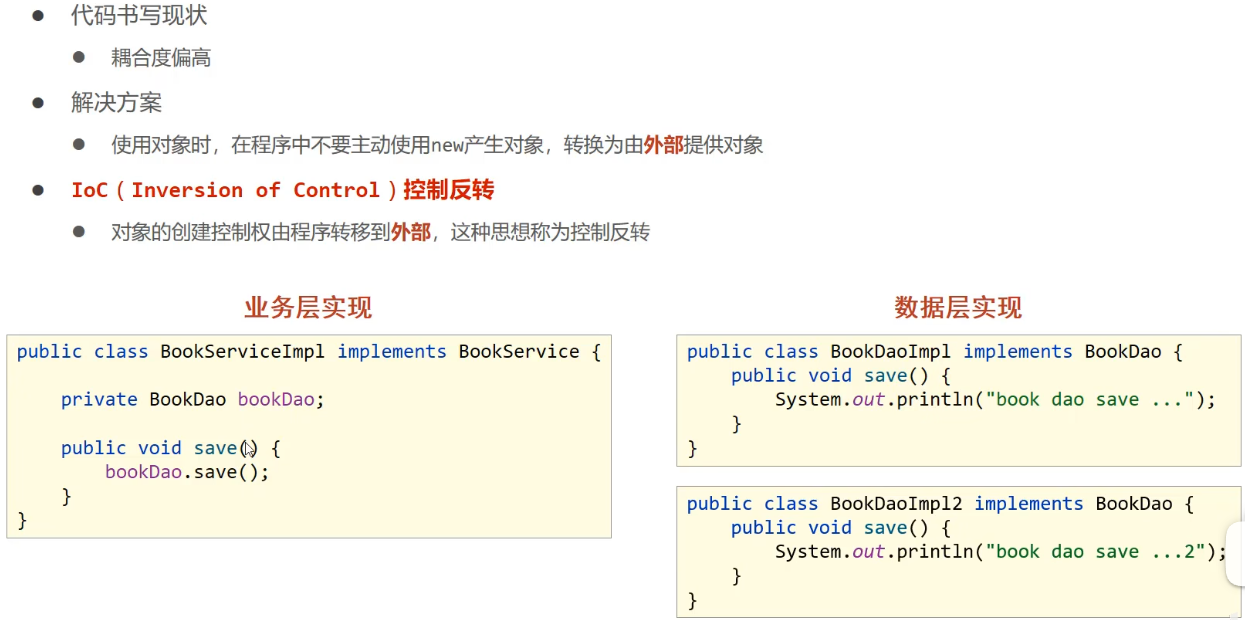 代码书写现状
耦合度偏高
解决方案
使用对象时，在程序中不要主动使用new产生对象，转换为由外部提供对象
IoC（Inversion of Control）控制反转
对象的创建控制权由程序转移到外部，这种思想称为控制反转
业务层实现
public class BookServiceImpl implements BookService {
private BookDao bookDao;
public void save() {
bookDao.save();
}
}
数据层实现
public class BookDaoImpl implements BookDao {
public void save() {
System.out.println("book dao save ...");
}
}
public class BookDaoImpl2 implements BookDao {
public void save() {
System.out.println("book dao save ...2");
}
}